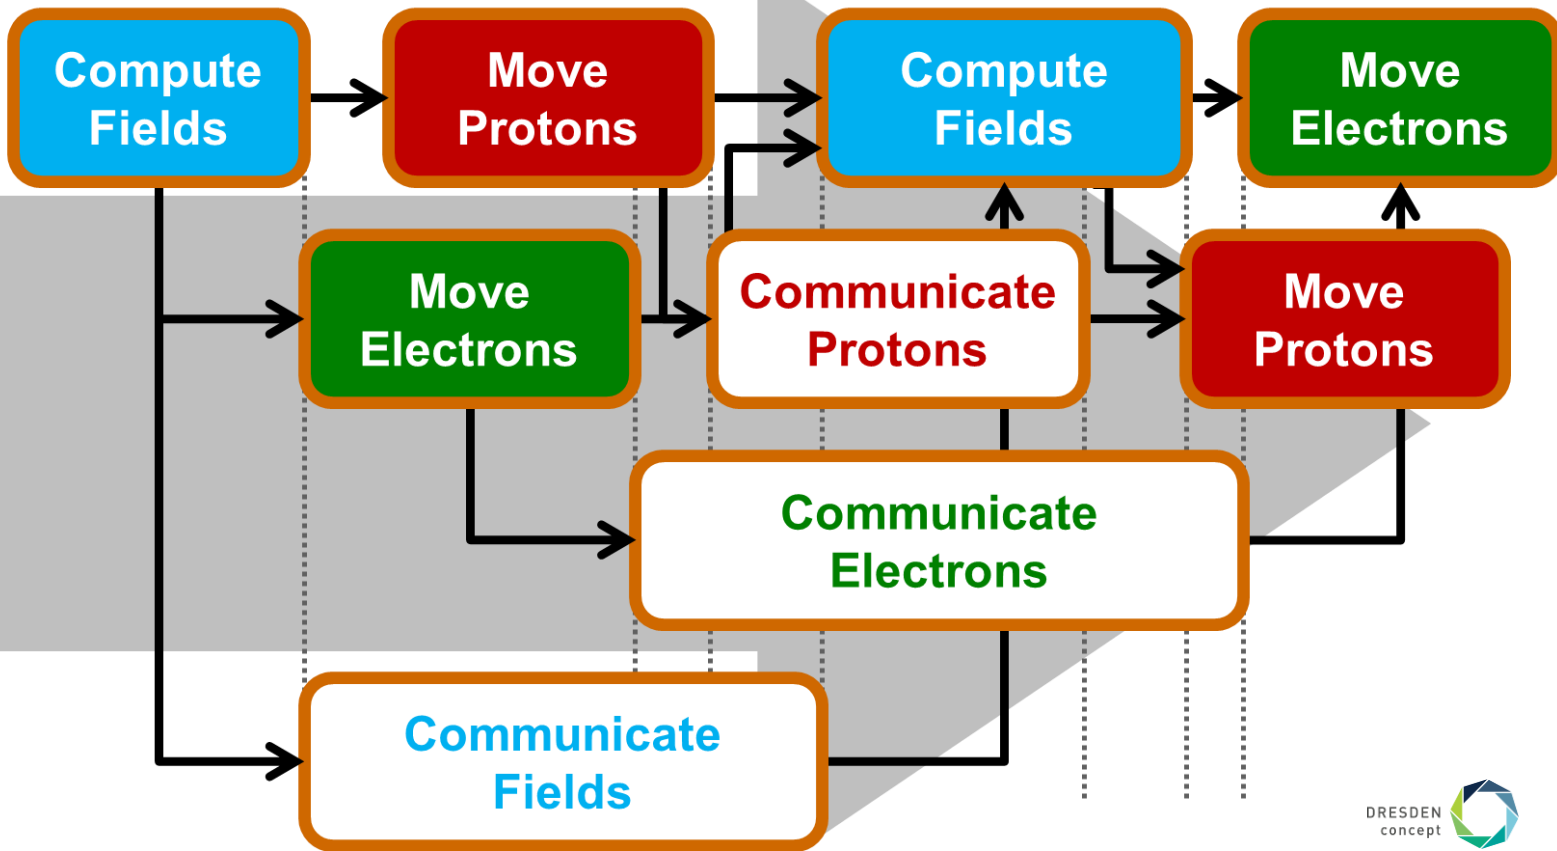 Compute
Fields
Move
Protons
Compute
Fields
Move
Electrons
Move
Electrons
Communicate
Protons
Move
Protons
Communicate
Electrons
Communicate
Fields
DRESDEN
concept